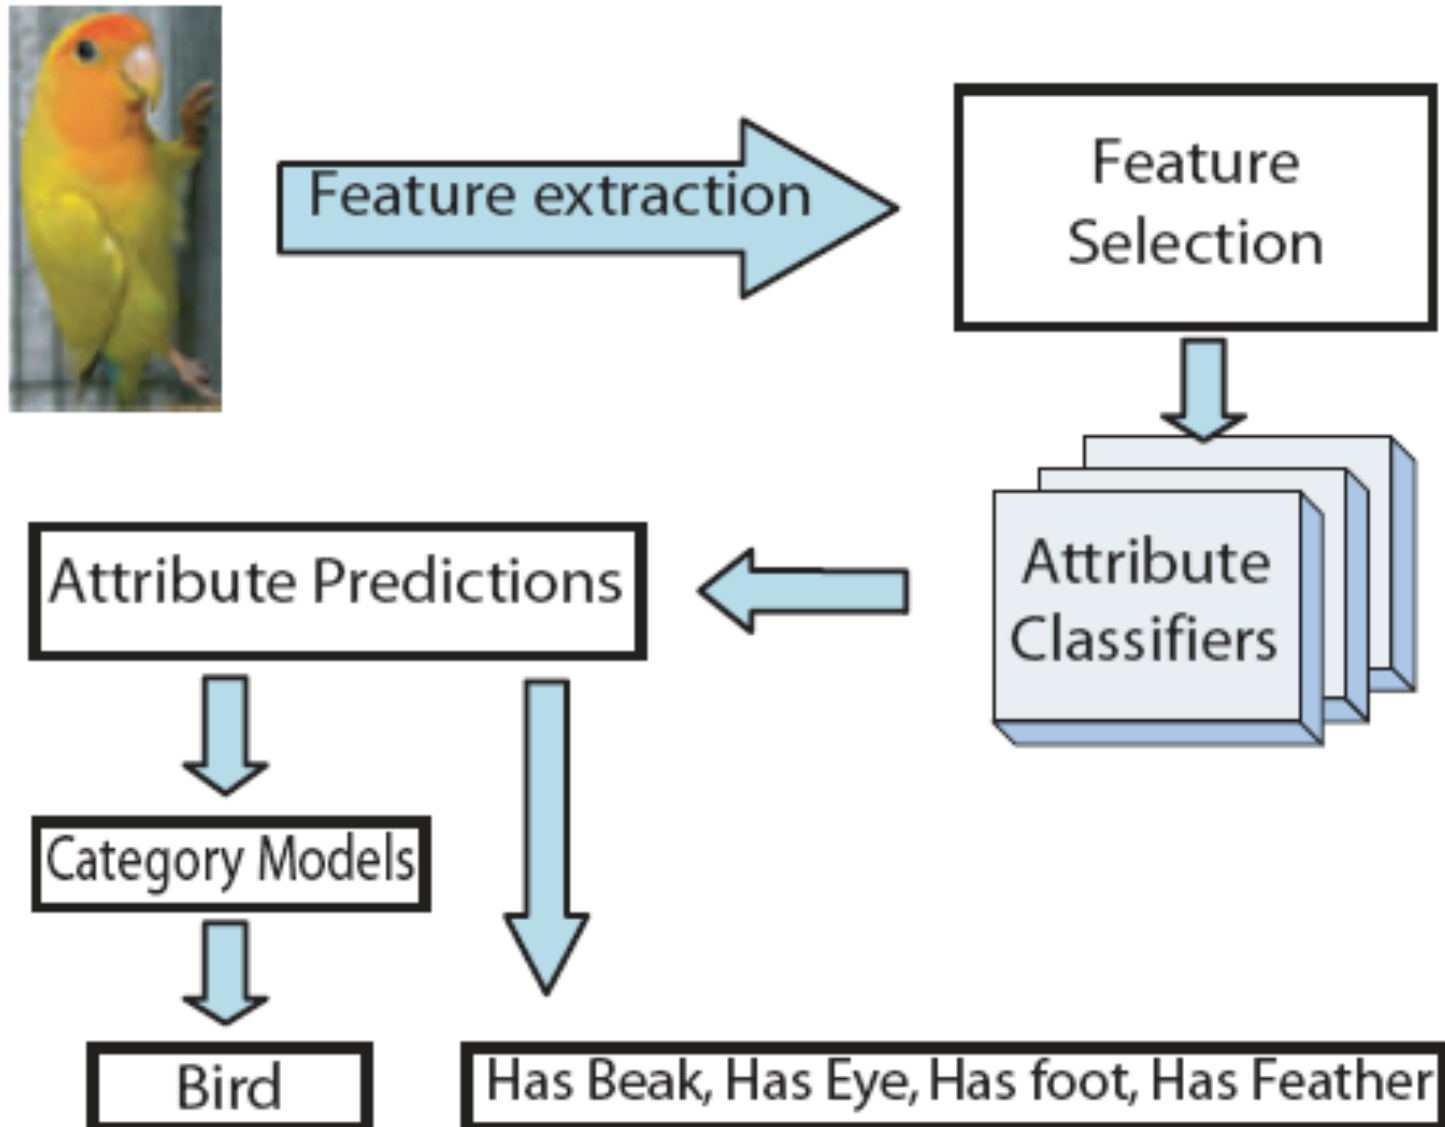 Feature extraction
Feature
Selection
Attribute
Classifiers
Attribute Predictions
Category Models
Bird
Has Beak, Has Eye, Has foot, Has Feather